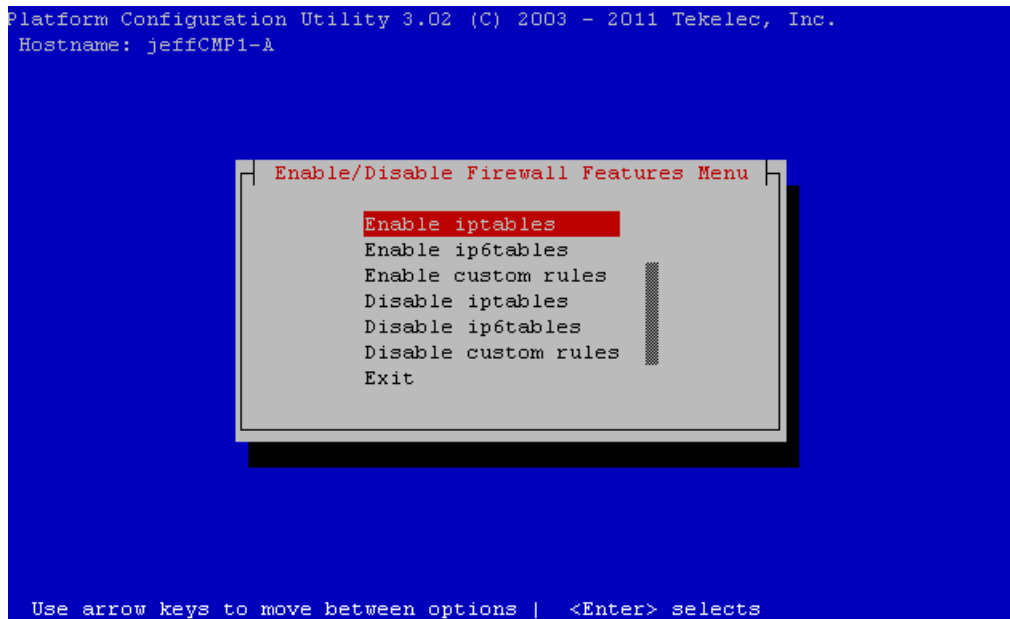 Platform Configuration Utility 3.02 (C) 2003 - 2011 Tekelec, Inc.
Hostname: jeffCMP1-A
Enable/Disable Firewall Features Menu
Enable iptables
Enable ip6tables
Enable custom rules
Disable iptables
Disable ip6tables
Disable custom rules
Exit
Use arrow keys to move between options | <Enter> selects